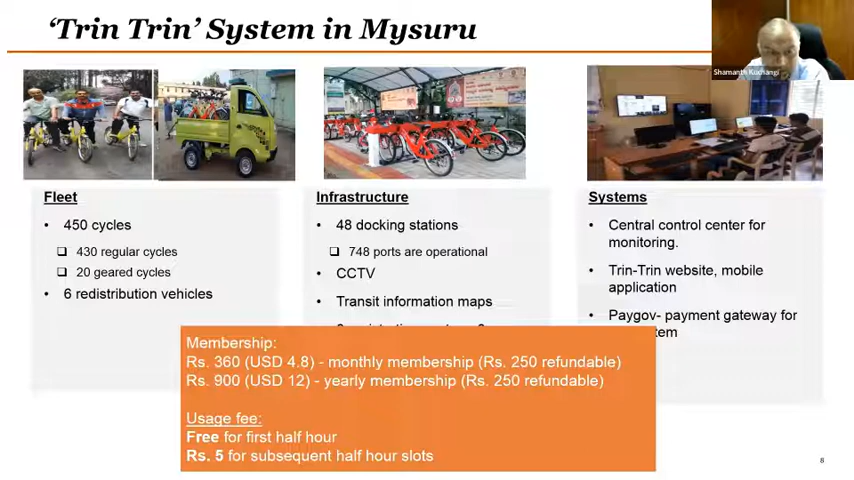 ‘Trin Trin’ System in Mysuru
Shamanth Kuchangi
Fleet
• 450 cycles
❑ 430 regular cycles
❑ 20 geared cycles
• 6 redistribution vehicles
Infrastructure
• 48 docking stations
❑ 748 ports are operational
• CCTV
• Transit information maps
Systems
• Central control center for
monitoring.
• Trin-Trin website, mobile
application
• Paygov- payment gateway for
Membership:
Rs. 360 (USD 4.8) - monthly membership (Rs. 250 refundable)
Rs. 900 (USD 12) - yearly membership (Rs. 250 refundable)
Usage fee:
Free for first half hour
Rs. 5 for subsequent half hour slots
8